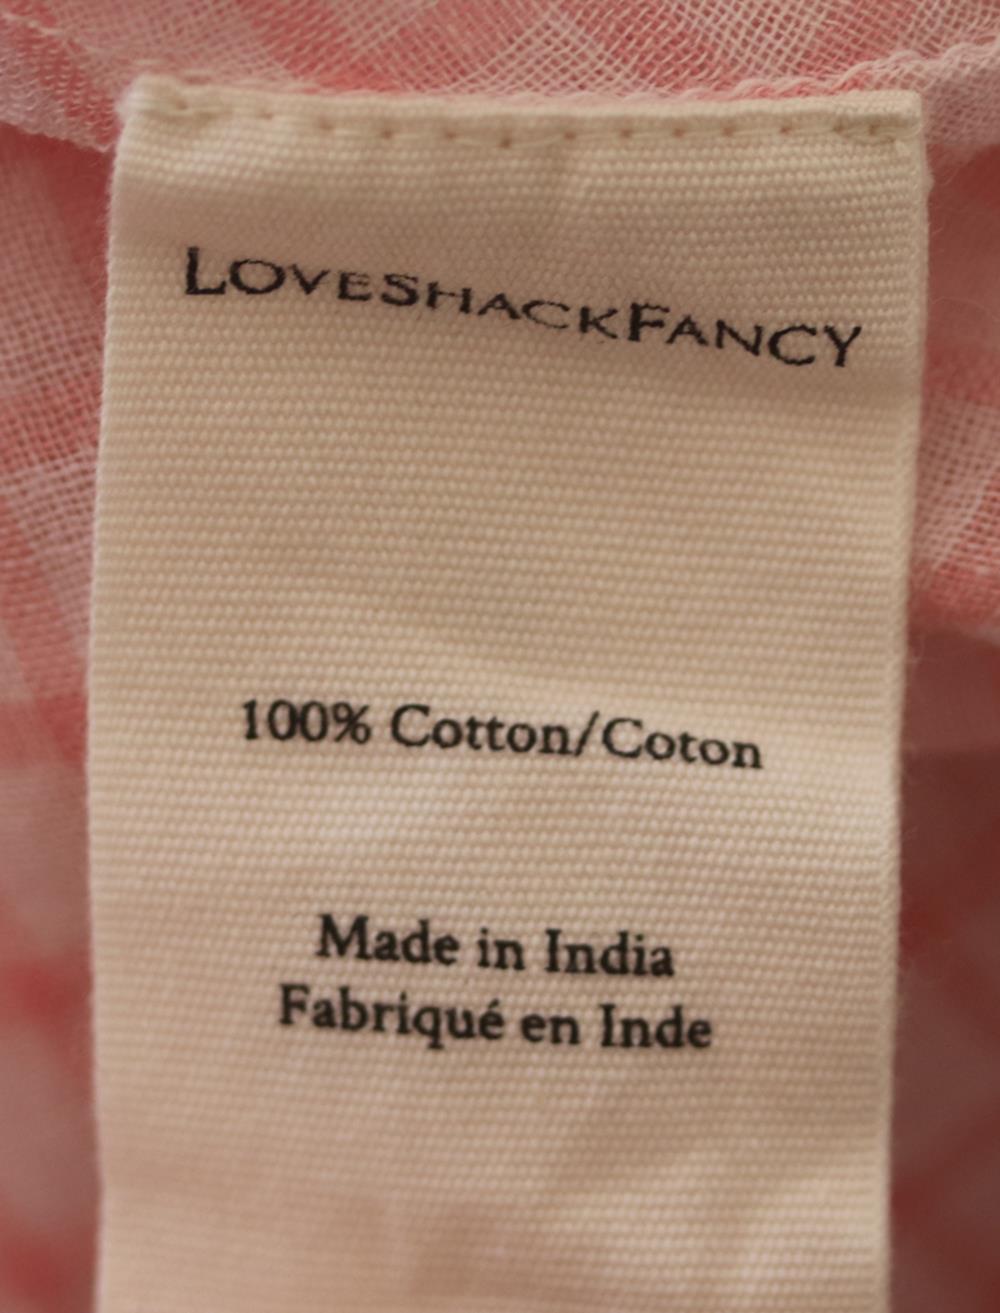 LOVESHACKFANCY
100% Cotton/Coton
Made in India
Fabriqué en Inde